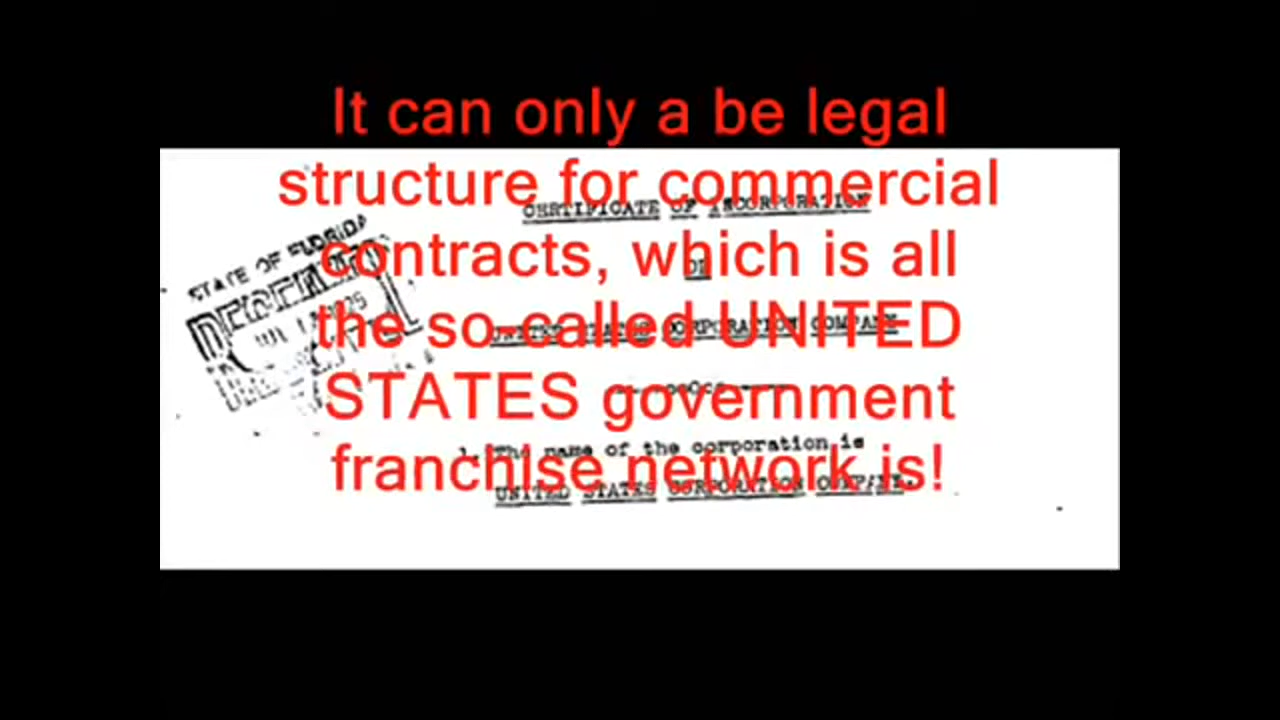 It can only a be legal
structure for commercial
CERTIFICATE OF INCORPORATION
STATE OF FLORIDA
contracts, which is all
OF
the so-called UNITED
UNITED STATES CORPORATION COMPANY
STATES government
1. The name of the corporation is
franchise network is!
UNITED STATES CORPORATION COMPANY.